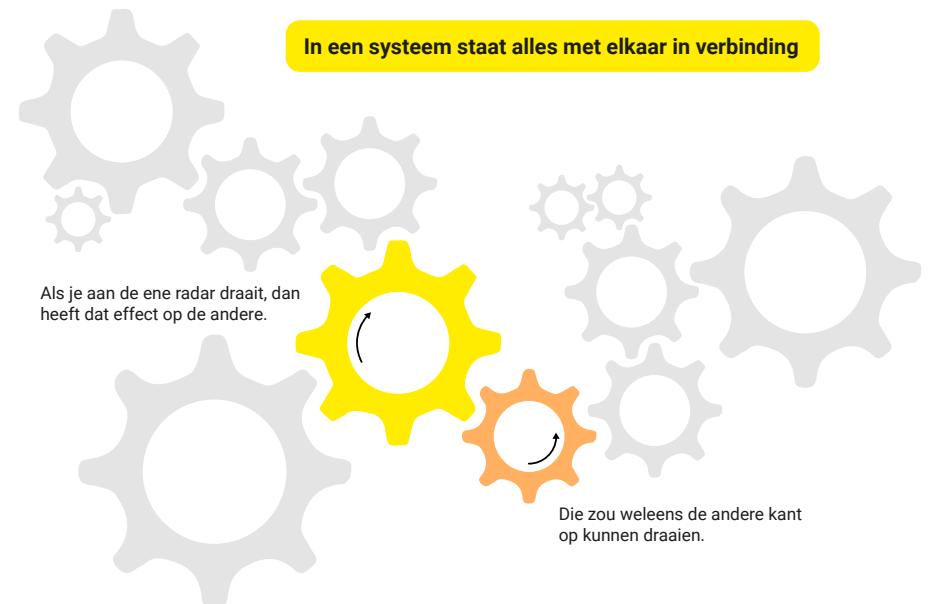 In een systeem staat alles met elkaar in verbinding
Als je aan de ene radar draait, dan
heeft dat effect op de andere.
Die zou weleens de andere kant
op kunnen draaien.